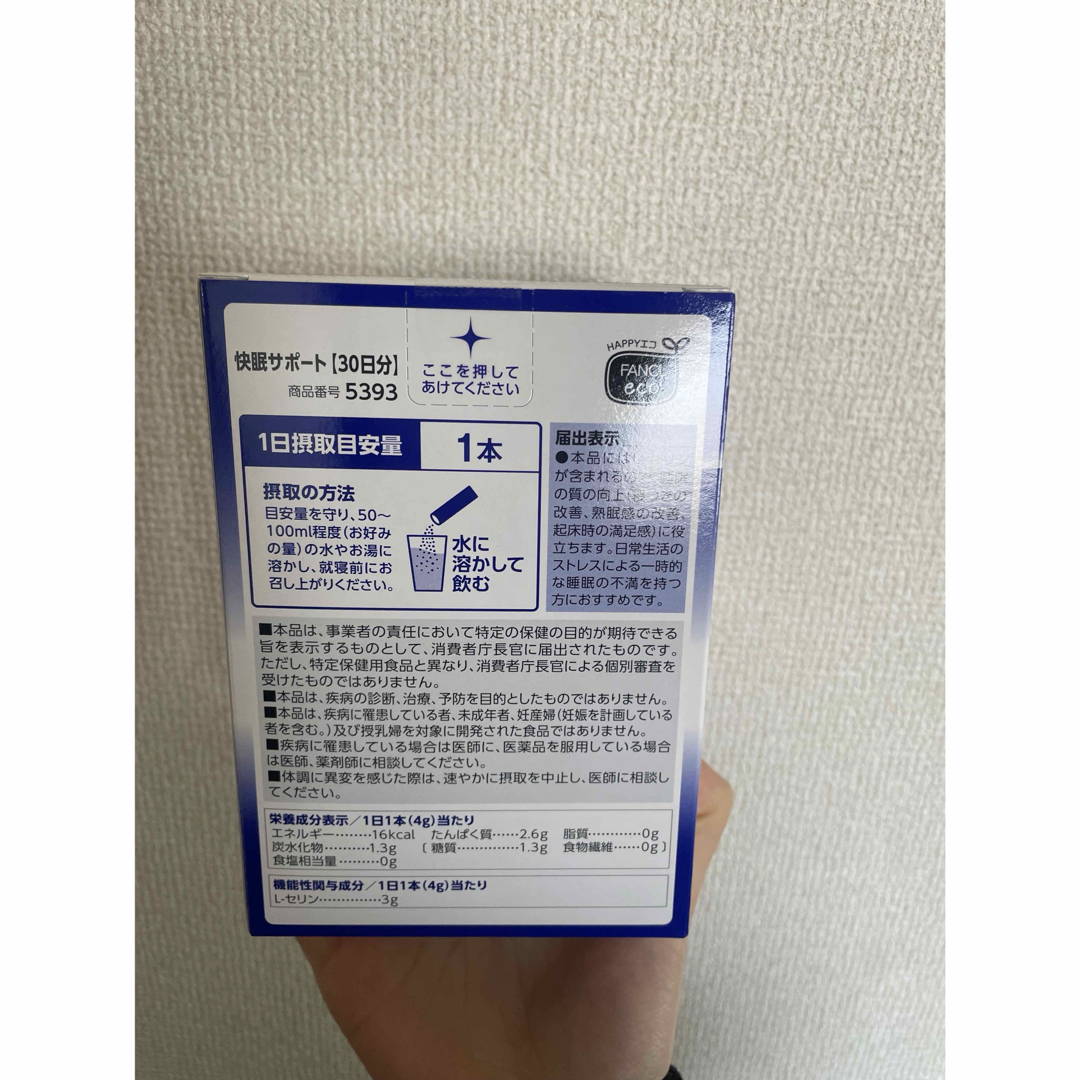 快眠サポート【30日分】
商品番号 5393
ここを押して
あけてください
HAPPYエコ
FANCL
eco
1日摂取目安量 1本
摂取の方法
目安量を守り、50～
100ml程度(お好み
の量)の水やお湯に
溶かし、就寝前にお
召し上がりください。
水に
溶かして
飲む
届出表示
●本品には
が含まれる
の質の向上
改善、熟眠感の改善、
起床時の満足感)に役
立ちます。日常生活の
ストレスによる一時的
な睡眠の不満を持つ
方におすすめです。
■本品は、事業者の責任において特定の保健の目的が期待できる
旨を表示するものとして、消費者庁長官に届出されたものです。
ただし、特定保健用食品と異なり、消費者庁長官による個別審査を
受けたものではありません。
■本品は、疾病の診断、治療、予防を目的としたものではありません。
■本品は、疾病に罹患している者、未成年者、妊産婦(妊娠を計画している
者を含む。)及び授乳婦を対象に開発された食品ではありません。
■疾病に罹患している場合は医師に、医薬品を服用している場合
は医師、薬剤師に相談してください。
■体調に異変を感じた際は、速やかに摂取を中止し、医師に相談し
てください。
栄養成分表示／1日1本(4g)当たり
エネルギー………16kcal たんぱく質……2.6g 脂質…………0g
炭水化物…………1.3g 〔糖質……………1.3g 食物繊維……0g〕
食塩相当量………0g
機能性関与成分／1日1本(4g)当たり
L-セリン……………3g